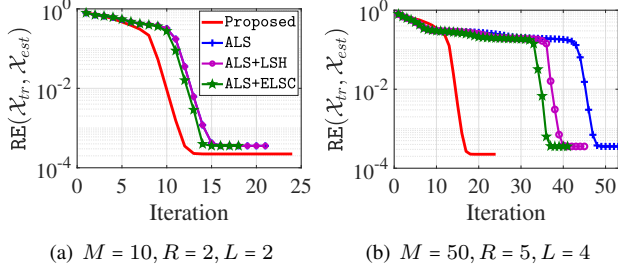 RE(𝒳_tr, 𝒳_est)
10^0
10^-2
10^-4
0 5 10 15 20 25
Iteration
Proposed
ALS
ALS+LSH
ALS+ELSC
(a) M = 10, R = 2, L = 2
RE(𝒳_tr, 𝒳_est)
10^0
10^-2
10^-4
0 10 20 30 40 50
Iteration
(b) M = 50, R = 5, L = 4